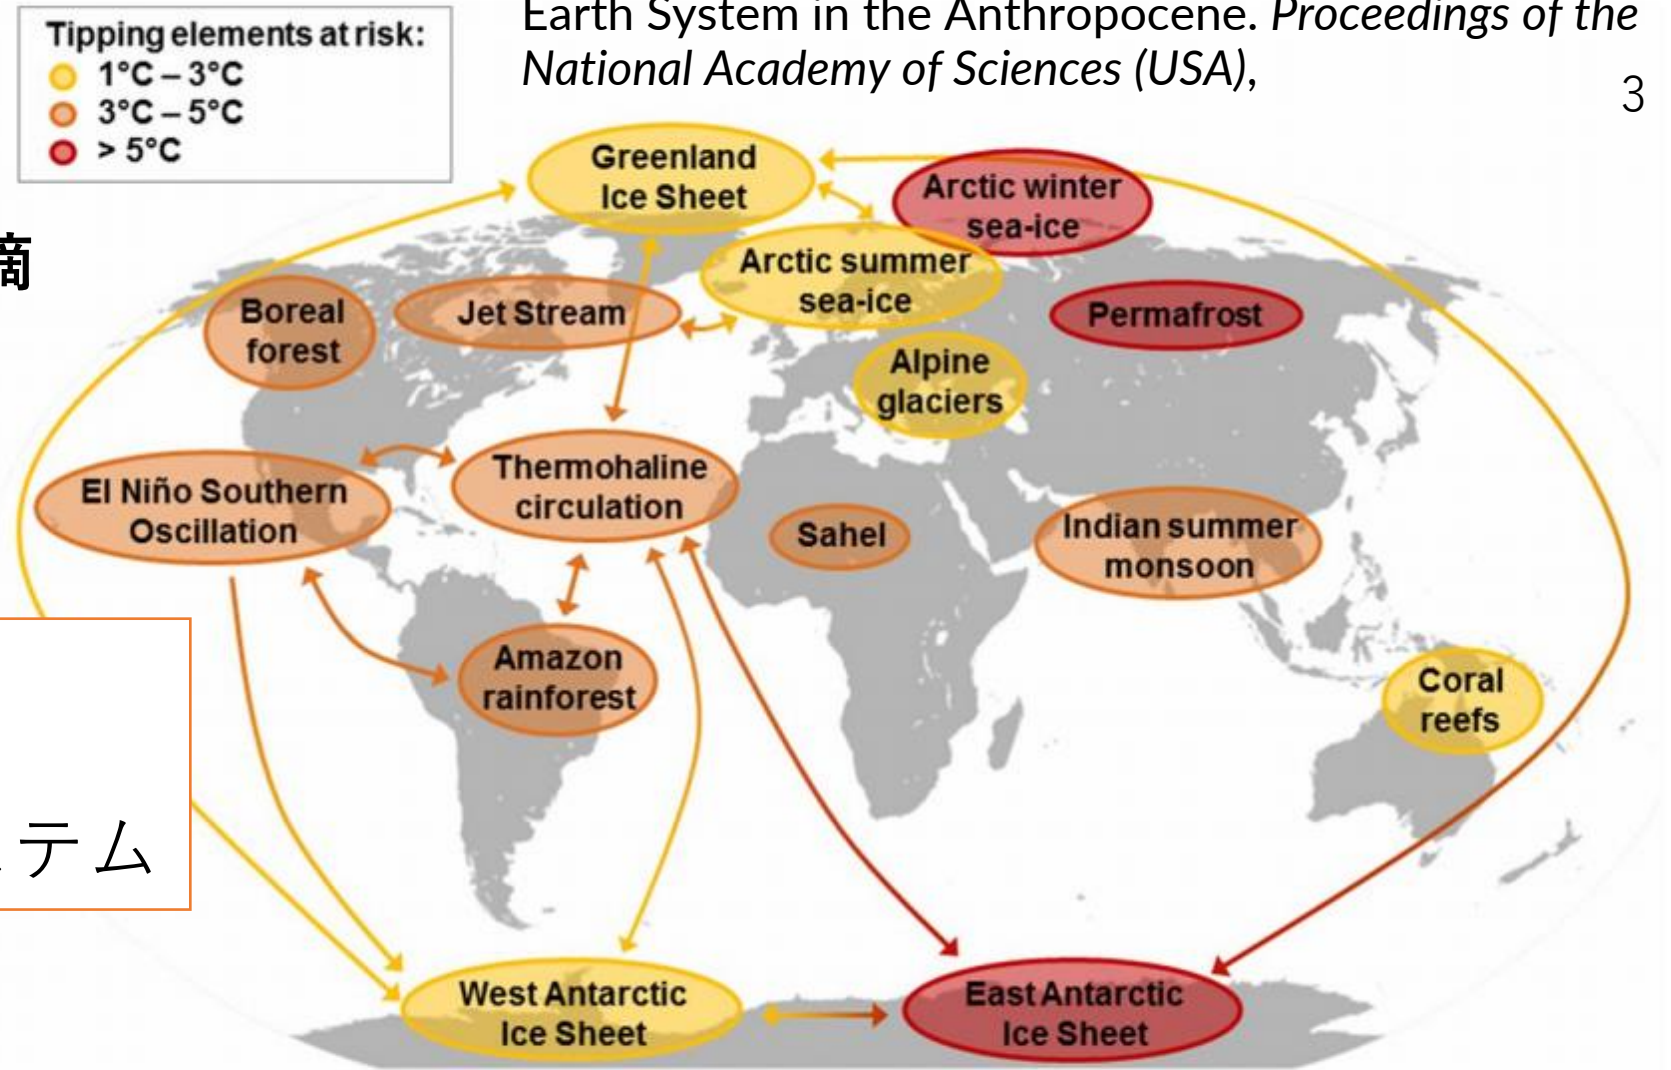 Earth System in the Anthropocene. Proceedings of the
National Academy of Sciences (USA),
3
Tipping elements at risk:
1°C – 3°C
3°C – 5°C
> 5°C
摘
Greenland
Ice Sheet
Arctic winter
sea-ice
Arctic summer
sea-ice
Boreal
forest
Jet Stream
Permafrost
Alpine
glaciers
El Niño Southern
Oscillation
Thermohaline
circulation
Sahel
Indian summer
monsoon
Amazon
rainforest
Coral
reefs
テム
West Antarctic
Ice Sheet
East Antarctic
Ice Sheet